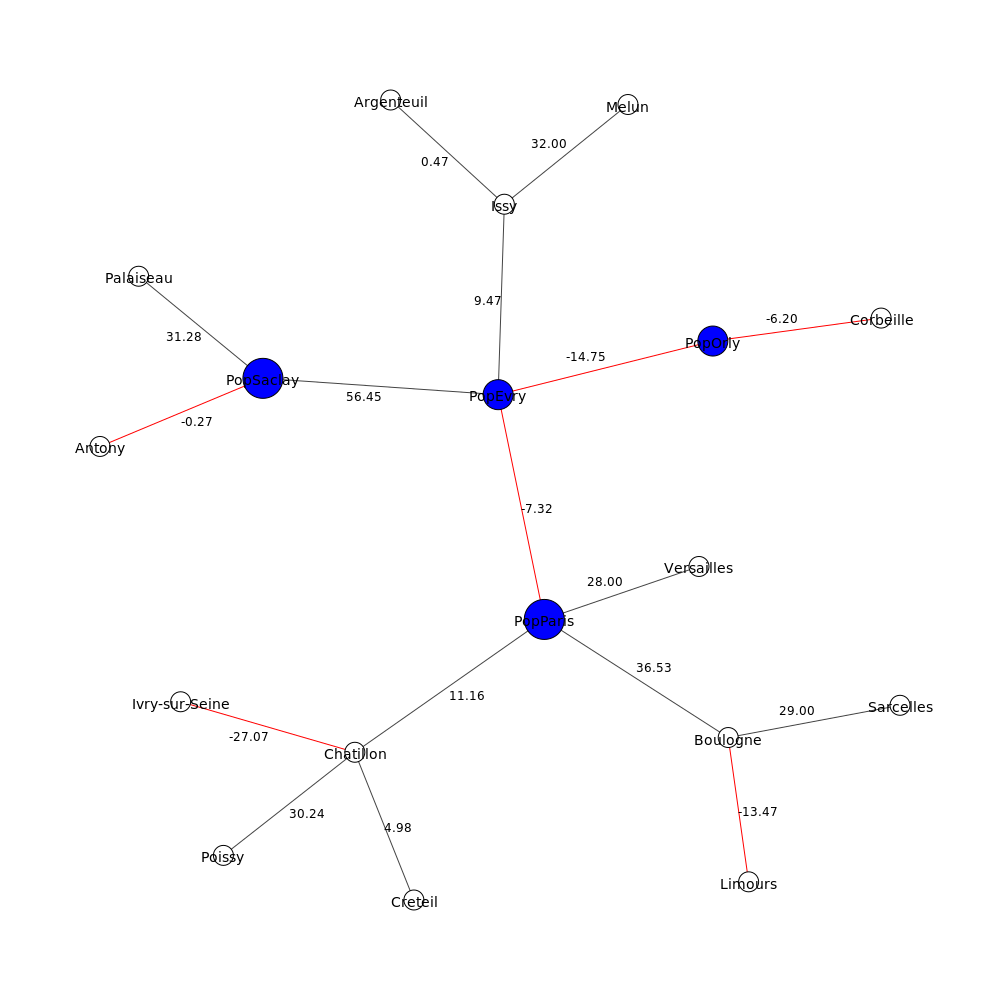 Argenteuil
Melun
32.00
0.47
Issy
Palaiseau
9.47
-6.20
Corbeille
31.28
PopOrly
-14.75
PopSaclay
56.45
PopEvry
-0.27
Antony
-7.32
Versailles
28.00
PopParis
36.53
11.16
Ivry-sur-Seine
Sarcelles
29.00
-27.07
Boulogne
Chatillon
30.24
-13.47
4.98
Poissy
Limours
Creteil